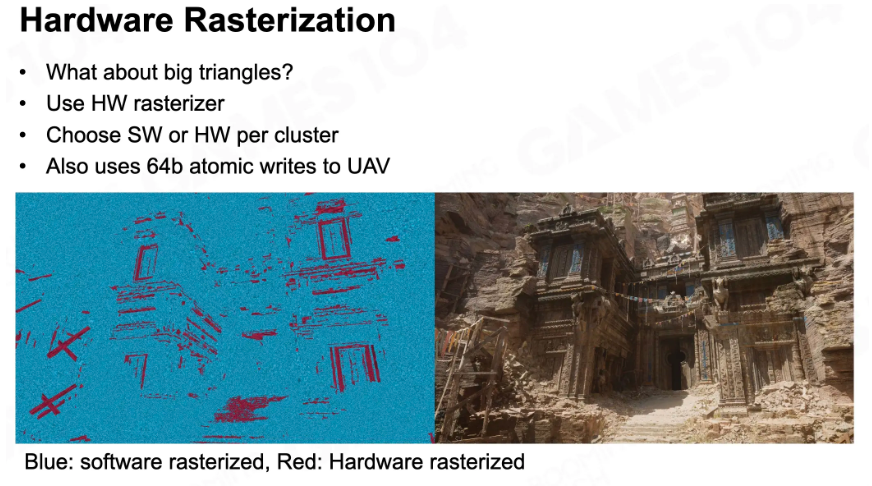 Hardware Rasterization
• What about big triangles?
• Use HW rasterizer
• Choose SW or HW per cluster
• Also uses 64b atomic writes to UAV
GAMES104
GAMES104
Blue: software rasterized, Red: Hardware rasterized